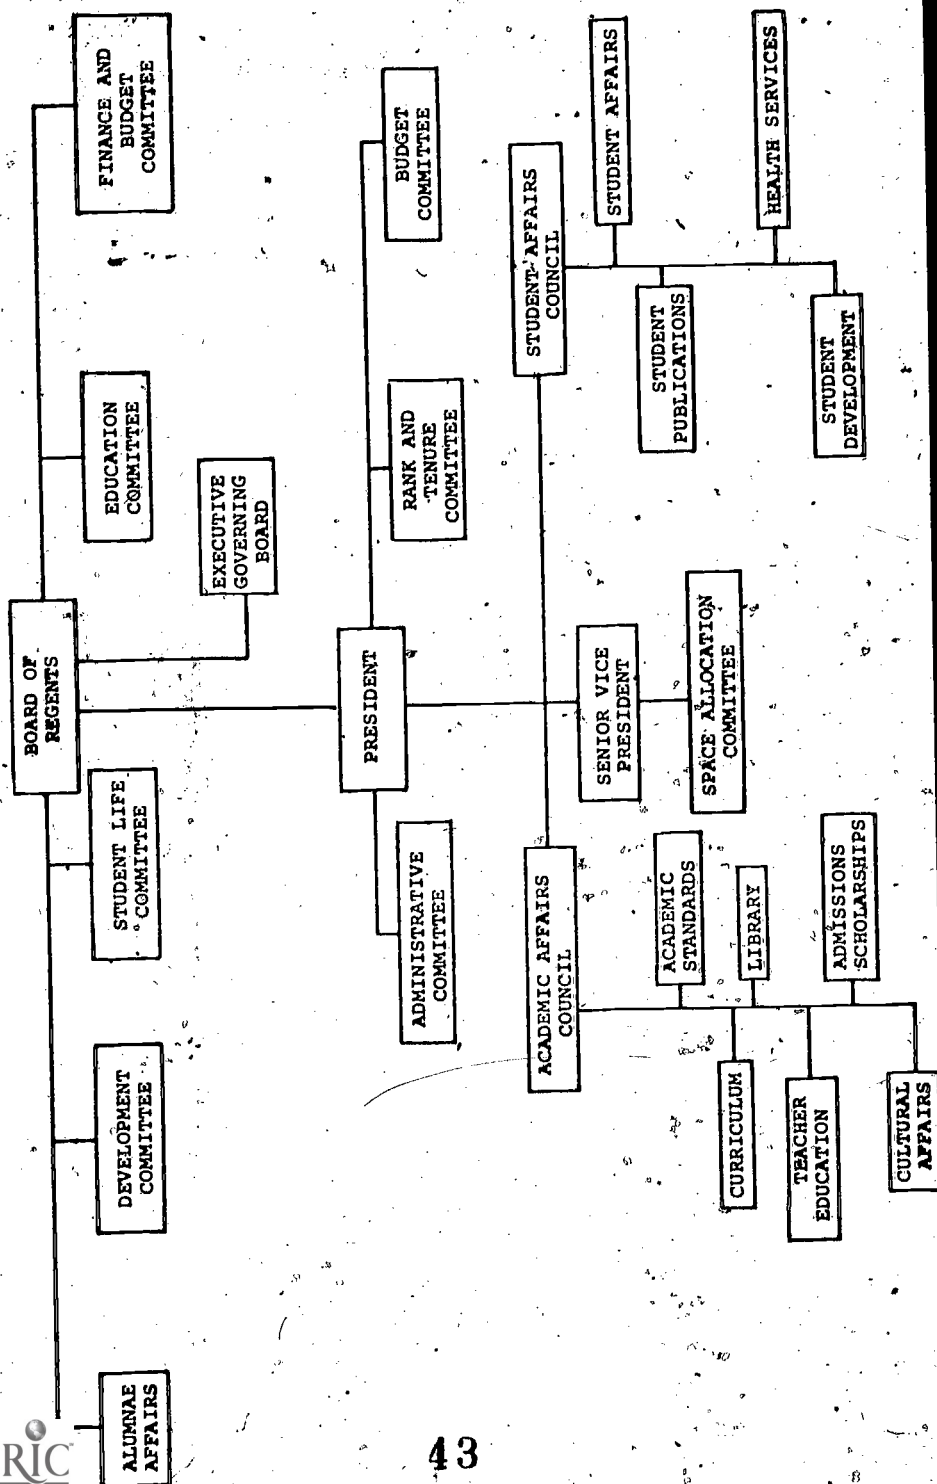 BOARD OF
REGENTS
ALUMNAE
AFFAIRS
DEVELOPMENT
COMMITTEE
STUDENT LIFE
COMMITTEE
EDUCATION
COMMITTEE
FINANCE AND
BUDGET
COMMITTEE
EXECUTIVE
GOVERNING
BOARD
PRESIDENT
ADMINISTRATIVE
COMMITTEE
RANK AND
TENURE
COMMITTEE
BUDGET
COMMITTEE
ACADEMIC AFFAIRS
COUNCIL
SENIOR VICE
PRESIDENT
STUDENT AFFAIRS
COUNCIL
SPACE ALLOCATION
COMMITTEE
ACADEMIC
STANDARDS
CURRICULUM
LIBRARY
TEACHER
EDUCATION
ADMISSIONS
SCHOLARSHIPS
CULTURAL
AFFAIRS
STUDENT AFFAIRS
STUDENT
PUBLICATIONS
HEALTH SERVICES
STUDENT
DEVELOPMENT
43
RIC